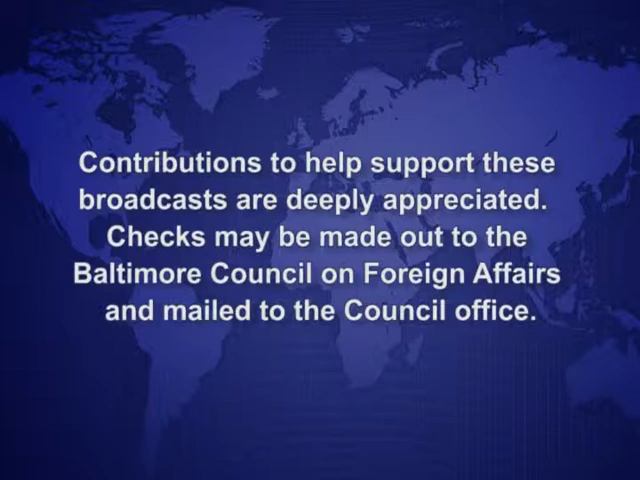 Contributions to help support these
broadcasts are deeply appreciated.
Checks may be made out to the
Baltimore Council on Foreign Affairs
and mailed to the Council office.